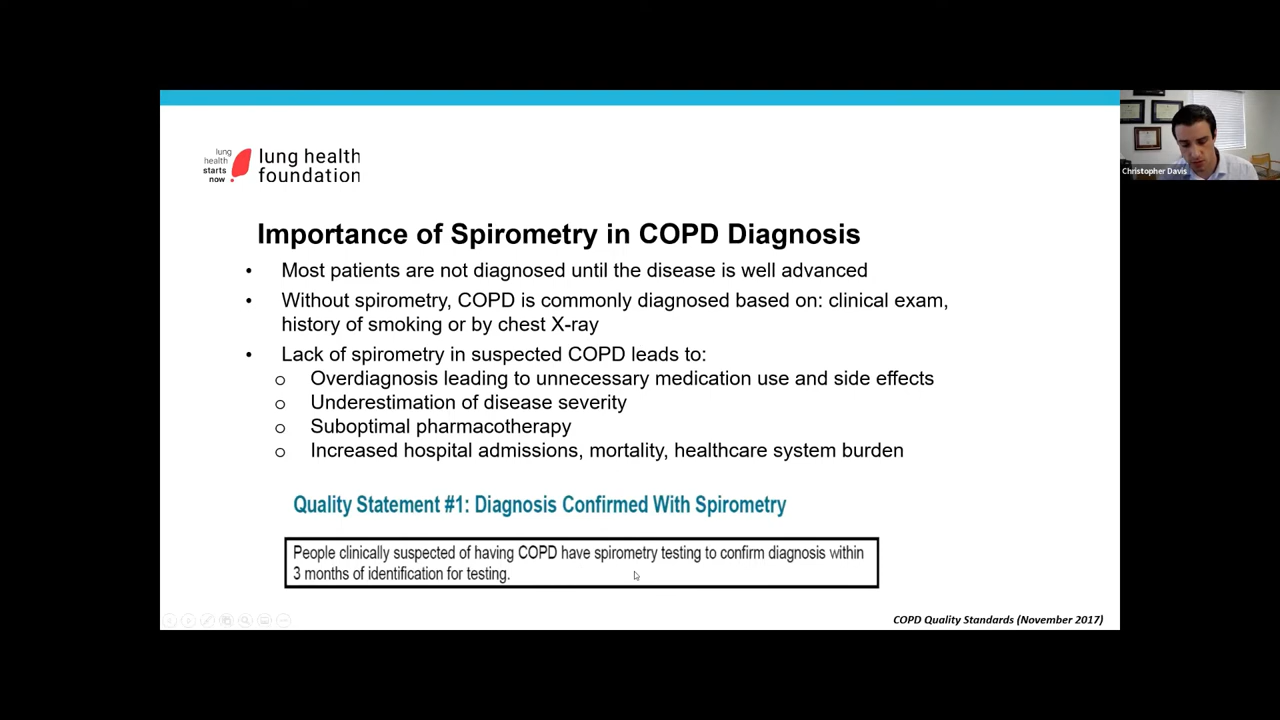 lung
health
starts
now
lung health
foundation
Christopher Davis
Importance of Spirometry in COPD Diagnosis
• Most patients are not diagnosed until the disease is well advanced
• Without spirometry, COPD is commonly diagnosed based on: clinical exam,
history of smoking or by chest X-ray
• Lack of spirometry in suspected COPD leads to:
o Overdiagnosis leading to unnecessary medication use and side effects
o Underestimation of disease severity
o Suboptimal pharmacotherapy
o Increased hospital admissions, mortality, healthcare system burden
Quality Statement #1: Diagnosis Confirmed With Spirometry
People clinically suspected of having COPD have spirometry testing to confirm diagnosis within
3 months of identification for testing.
COPD Quality Standards (November 2017)